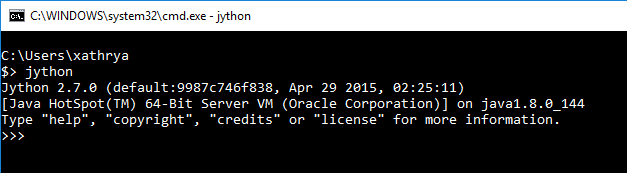 C:\WINDOWS\system32\cmd.exe - jython
C:\Users\xathrya
$> jython
Jython 2.7.0 (default:9987c746f838, Apr 29 2015, 02:25:11)
[Java HotSpot(TM) 64-Bit Server VM (Oracle Corporation)] on java1.8.0_144
Type "help", "copyright", "credits" or "license" for more information.
>>>